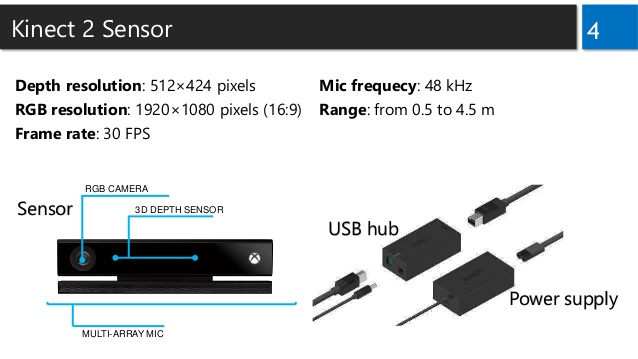 Kinect 2 Sensor
4
Depth resolution: 512×424 pixels
RGB resolution: 1920×1080 pixels (16:9)
Frame rate: 30 FPS
Mic frequecy: 48 kHz
Range: from 0.5 to 4.5 m
RGB CAMERA
Sensor
3D DEPTH SENSOR
MULTI-ARRAY MIC
USB hub
Power supply